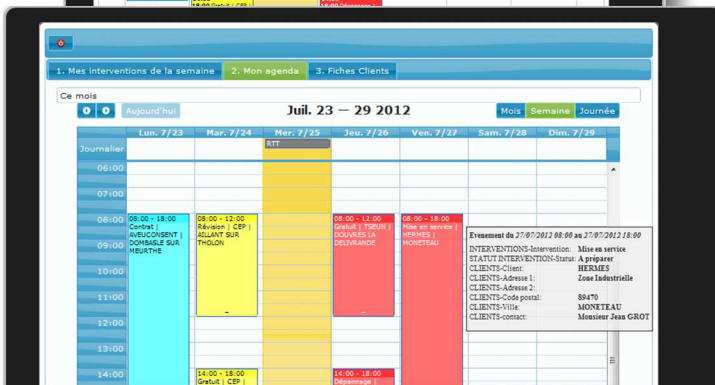 18:00 Gratuit | CEP |
18:00 Dépannage |
1. Mes interventions de la semaine 2. Mon agenda 3. Fiches Clients
Ce mois
Aujourd'hui Juil. 23 — 29 2012 Mois Semaine Journée
Lun. 7/23 Mar. 7/24 Mer. 7/25 Jeu. 7/26 Ven. 7/27 Sam. 7/28 Dim. 7/29
Journalier RTT
06:00
07:00
08:00 08:00 - 18:00 08:00 - 12:00 08:00 - 12:00 08:00 - 18:00
Contrat | Révision | CEP | Gratuit | TSEUN | Mise en service |
AVEUCONSENT | AILLANT SUR DOUVRES LA HERMES |
09:00 DOMBASLE SUR THOLON DELIVRANDE MONETEAU
MEURTHE
Evenement du 27/07/2012 08:00 au 27/07/2012 18:00
INTERVENTIONS-Intervention: Mise en service
STATUT INTERVENTION-Statut: A préparer
CLIENTS-Client: HERMES
CLIENTS-Adresse 1: Zone Industrielle
CLIENTS-Adresse 2:
CLIENTS-Code postal: 89470
CLIENTS-Ville: MONETEAU
CLIENTS-contact: Monsieur Jean GROT
10:00
11:00
12:00
13:00
14:00 14:00 - 18:00 14:00 - 18:00
Gratuit | CEP | Dépannage |